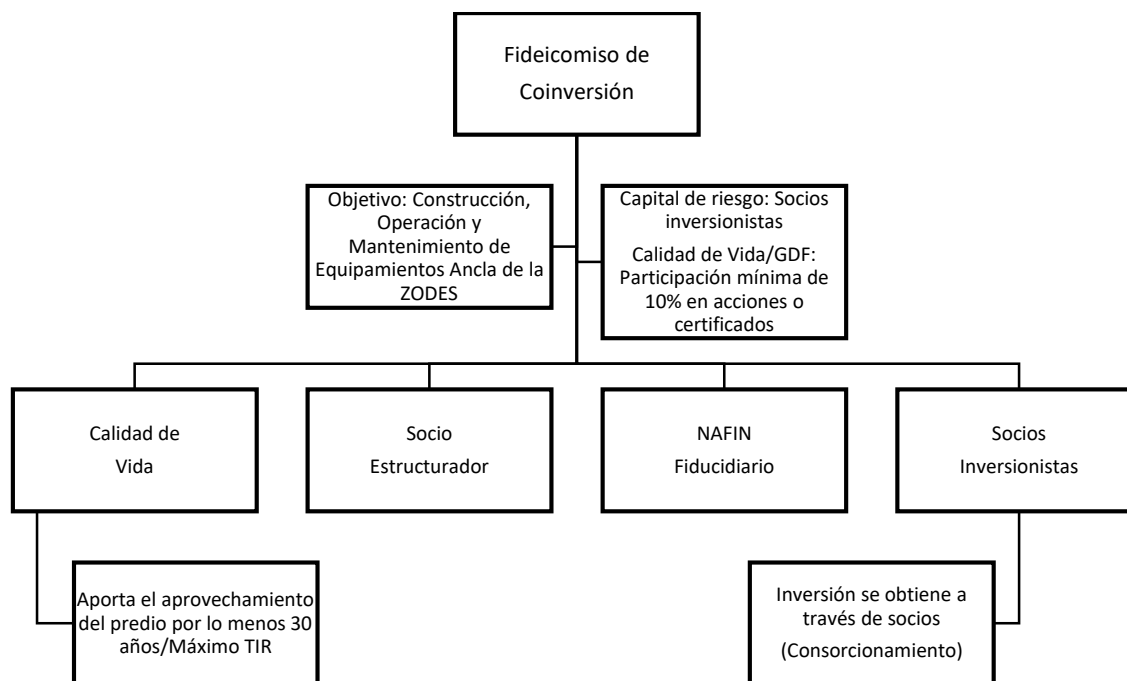 Fideicomiso de
Coinversión
Objetivo: Construcción,
Operación y
Mantenimiento de
Equipamientos Ancla de la
ZODES
Capital de riesgo: Socios
inversionistas
Calidad de Vida/GDF:
Participación mínima de
10% en acciones o
certificados
Calidad de
Vida
Socio
Estructurador
NAFIN
Fiducidiario
Socios
Inversionistas
Aporta el aprovechamiento
del predio por lo menos 30
años/Máximo TIR
Inversión se obtiene a
través de socios
(Consorcionamiento)